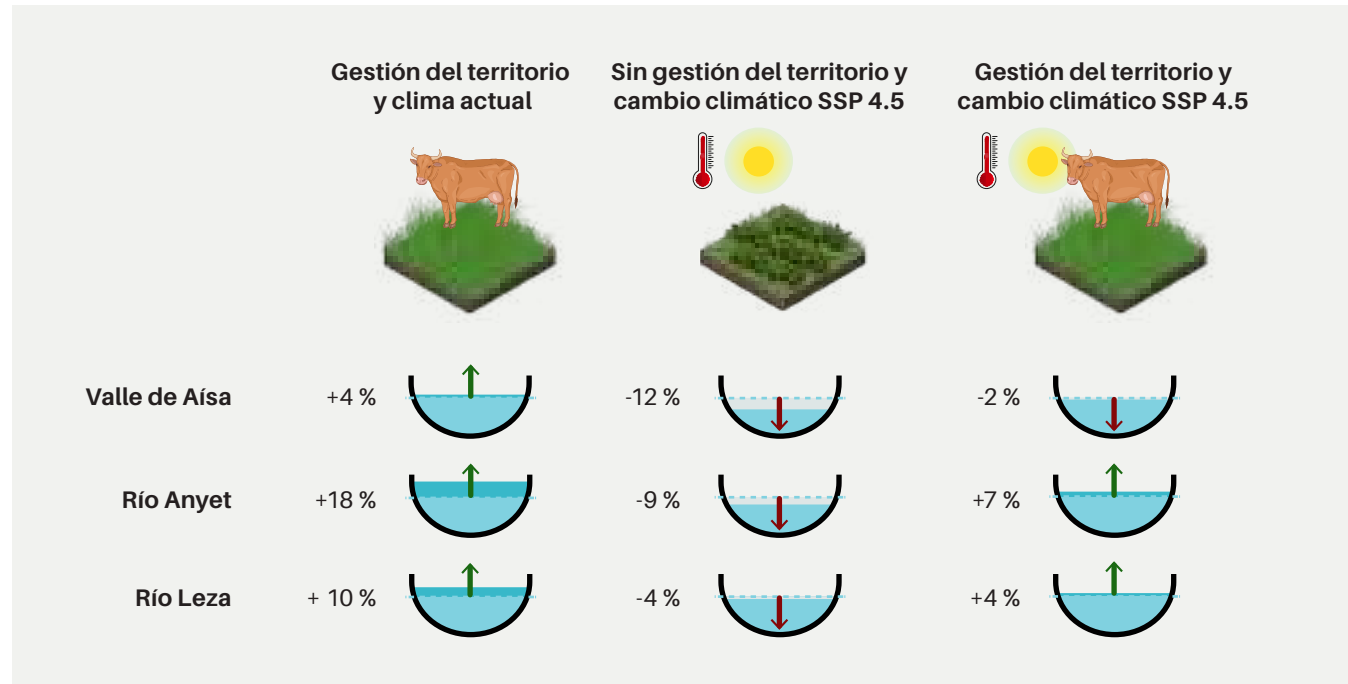 Gestión del territorio
y clima actual
Sin gestión del territorio y
cambio climático SSP 4.5
Gestión del territorio y
cambio climático SSP 4.5
Valle de Aísa +4 % -12 % -2 %
Río Anyet +18 % -9 % +7 %
Río Leza + 10 % -4 % +4 %